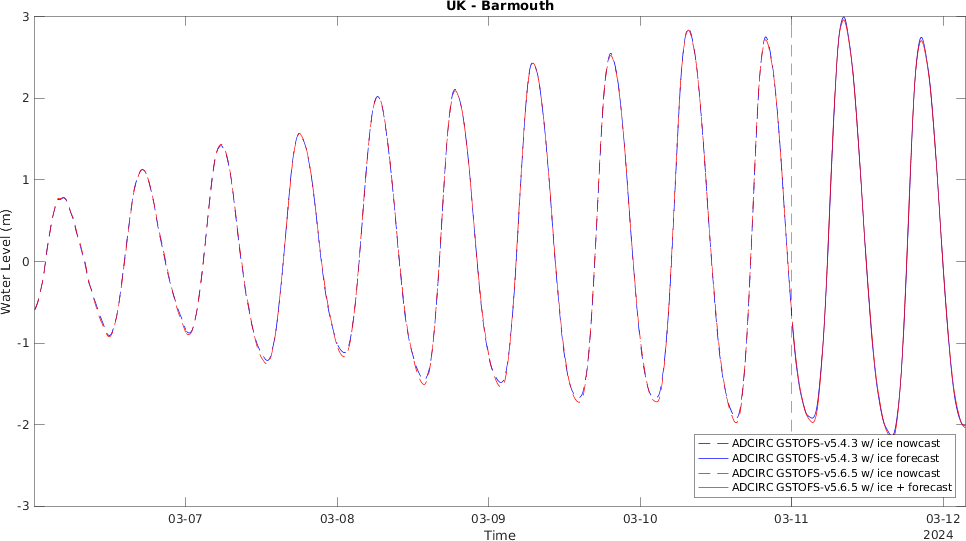 UK - Barmouth
3
2
1
0
-1
-2
-3
Water Level (m)
ADCIRC GSTOFS-v5.4.3 w/ ice nowcast
ADCIRC GSTOFS-v5.4.3 w/ ice forecast
ADCIRC GSTOFS-v5.6.5 w/ ice nowcast
ADCIRC GSTOFS-v5.6.5 w/ ice + forecast
03-07 03-08 03-09 03-10 03-11 03-12
Time 2024